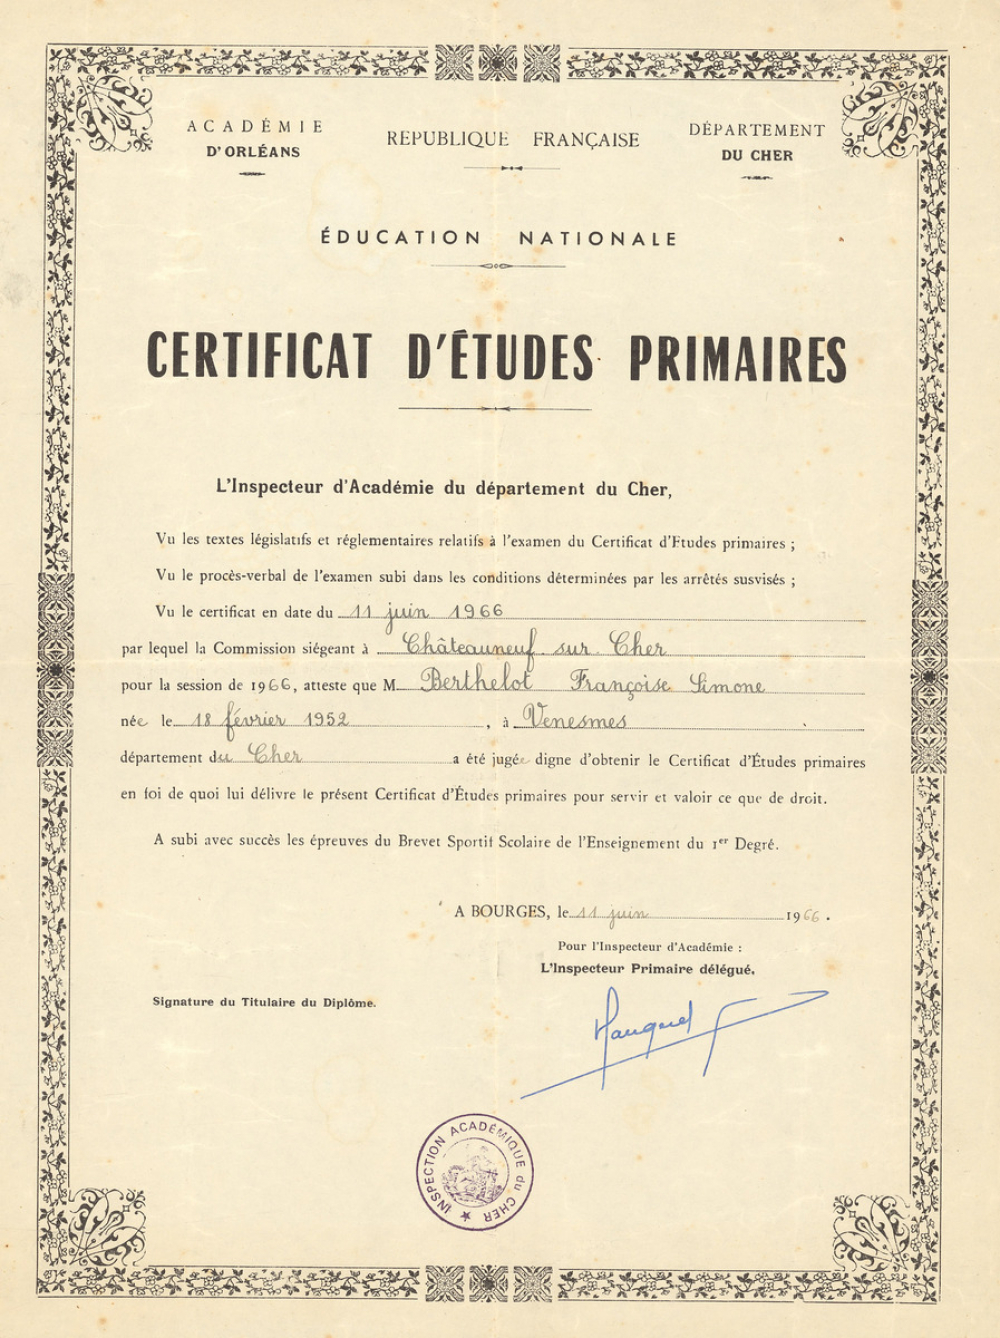 ACADÉMIE
D'ORLÉANS
RÉPUBLIQUE FRANÇAISE
DÉPARTEMENT
DU CHER
ÉDUCATION NATIONALE
CERTIFICAT D'ÉTUDES PRIMAIRES
L'Inspecteur d'Académie du département du Cher,
Vu les textes législatifs et réglementaires relatifs à l'examen du Certificat d'Etudes primaires ;
Vu le procès-verbal de l'examen subi dans les conditions déterminées par les arrêtés susvisés ;
Vu le certificat en date du 11 juin 1966
par lequel la Commission siégeant à Châteauneuf sur Cher
pour la session de 1966, atteste que M Berthelot Françoise Simone
née le 18 février 1952, à Venesmes
département du Cher a été jugée digne d'obtenir le Certificat d'Études primaires
en foi de quoi lui délivre le présent Certificat d'Études primaires pour servir et valoir ce que de droit.
A subi avec succès les épreuves du Brevet Sportif Scolaire de l'Enseignement du 1er Degré.
A BOURGES, le 11 juin 1966.
Pour l'Inspecteur d'Académie :
L'Inspecteur Primaire délégué.
Signature du Titulaire du Diplôme.
INSPECTION ACADÉMIQUE du CHER